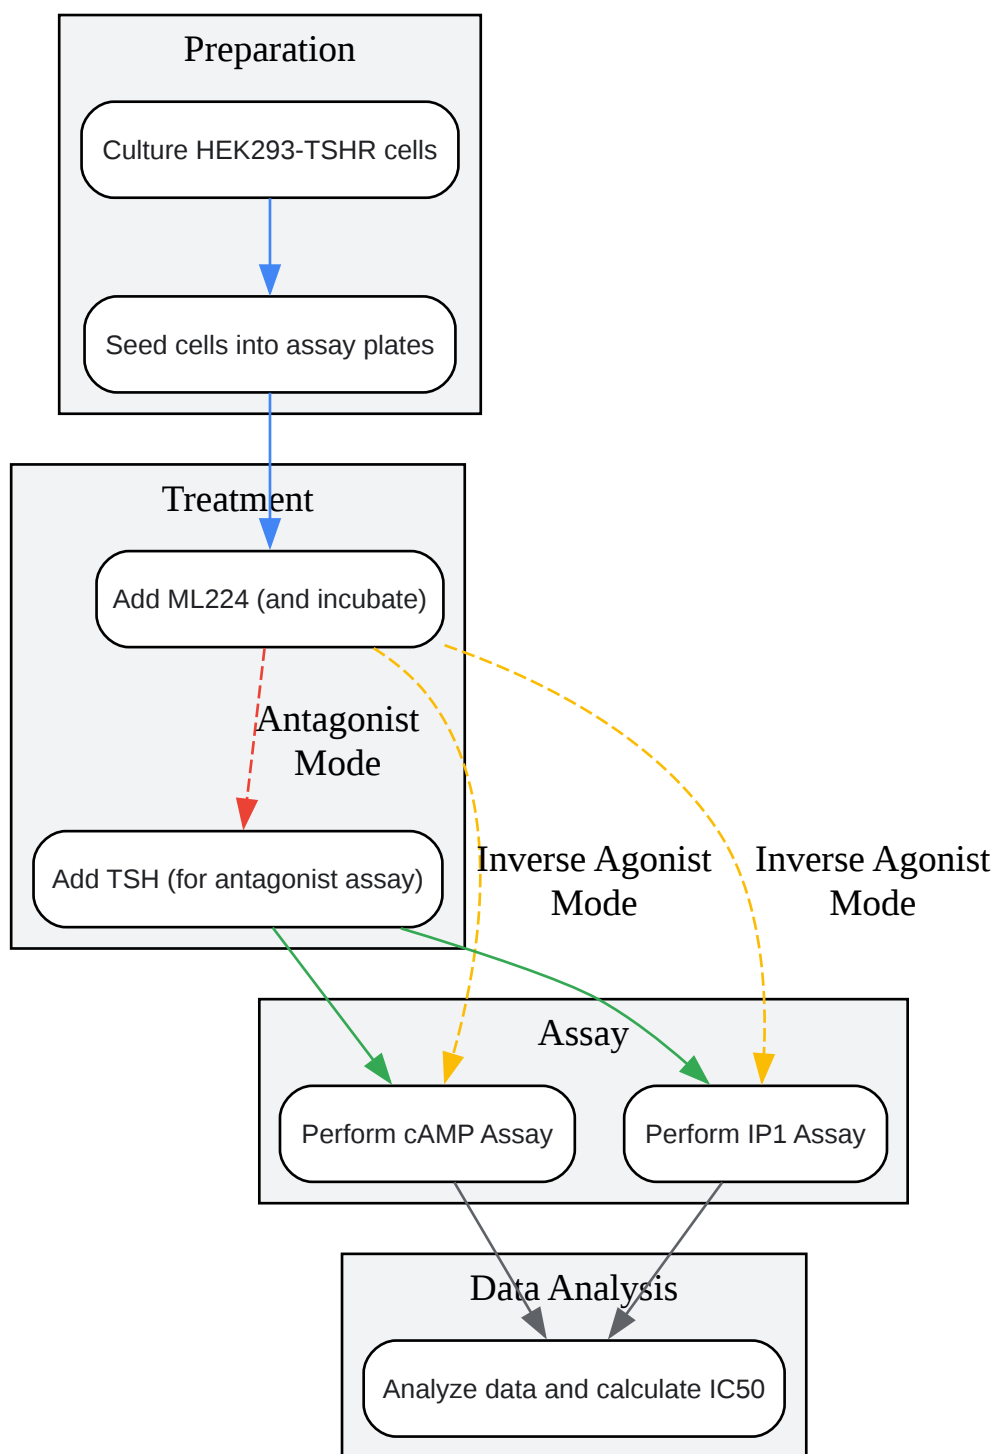 Preparation
Culture HEK293-TSHR cells
Seed cells into assay plates
Treatment
Add ML224 (and incubate)
Antagonist
Mode
Add TSH (for antagonist assay)
Inverse Agonist
Mode
Inverse Agonist
Mode
Assay
Perform cAMP Assay
Perform IP1 Assay
Data Analysis
Analyze data and calculate IC50